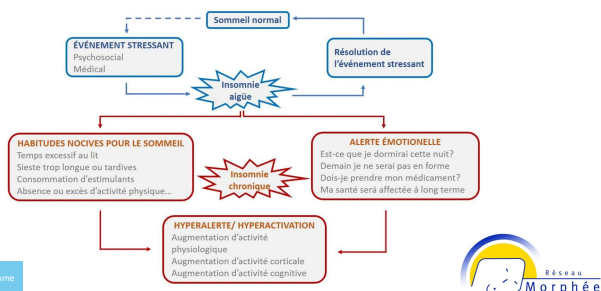 Sommeil normal
ÉVÉNEMENT STRESSANT
Psychosocial
Médical
Résolution de
l'événement stressant
Insomnie
aigüe
HABITUDES NOCIVES POUR LE SOMMEIL
Temps excessif au lit
Sieste trop longue ou tardives
Consommation d'estimulants
Absence ou excès d'activité physique...
Insomnie
chronique
ALERTE ÉMOTIONELLE
Est-ce que je dormirai cette nuit?
Demain je ne serai pas en forme
Dois-je prendre mon médicament?
Ma santé sera affectée á long terme
HYPERALERTE/ HYPERACTIVATION
Augmentation d'activité
physiologique
Augmentation d'activité corticale
Augmentation d'activité cognitive
Réseau
Morphée